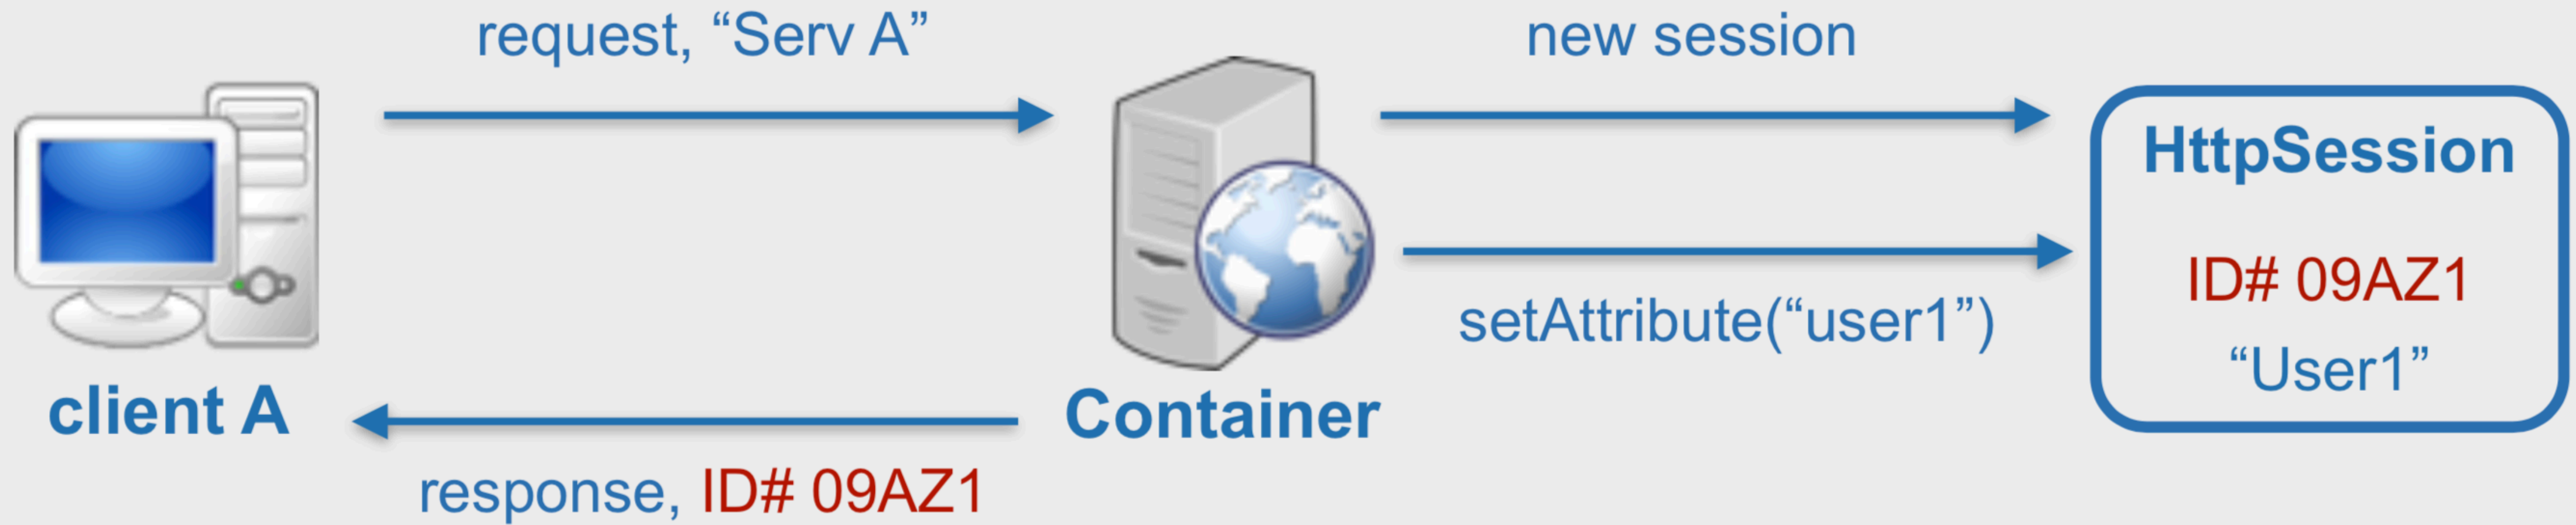 request, “Serv A”
new session
HttpSession
ID# 09AZ1
setAttribute(“user1”)
“User1”
client A
Container
response, ID# 09AZ1